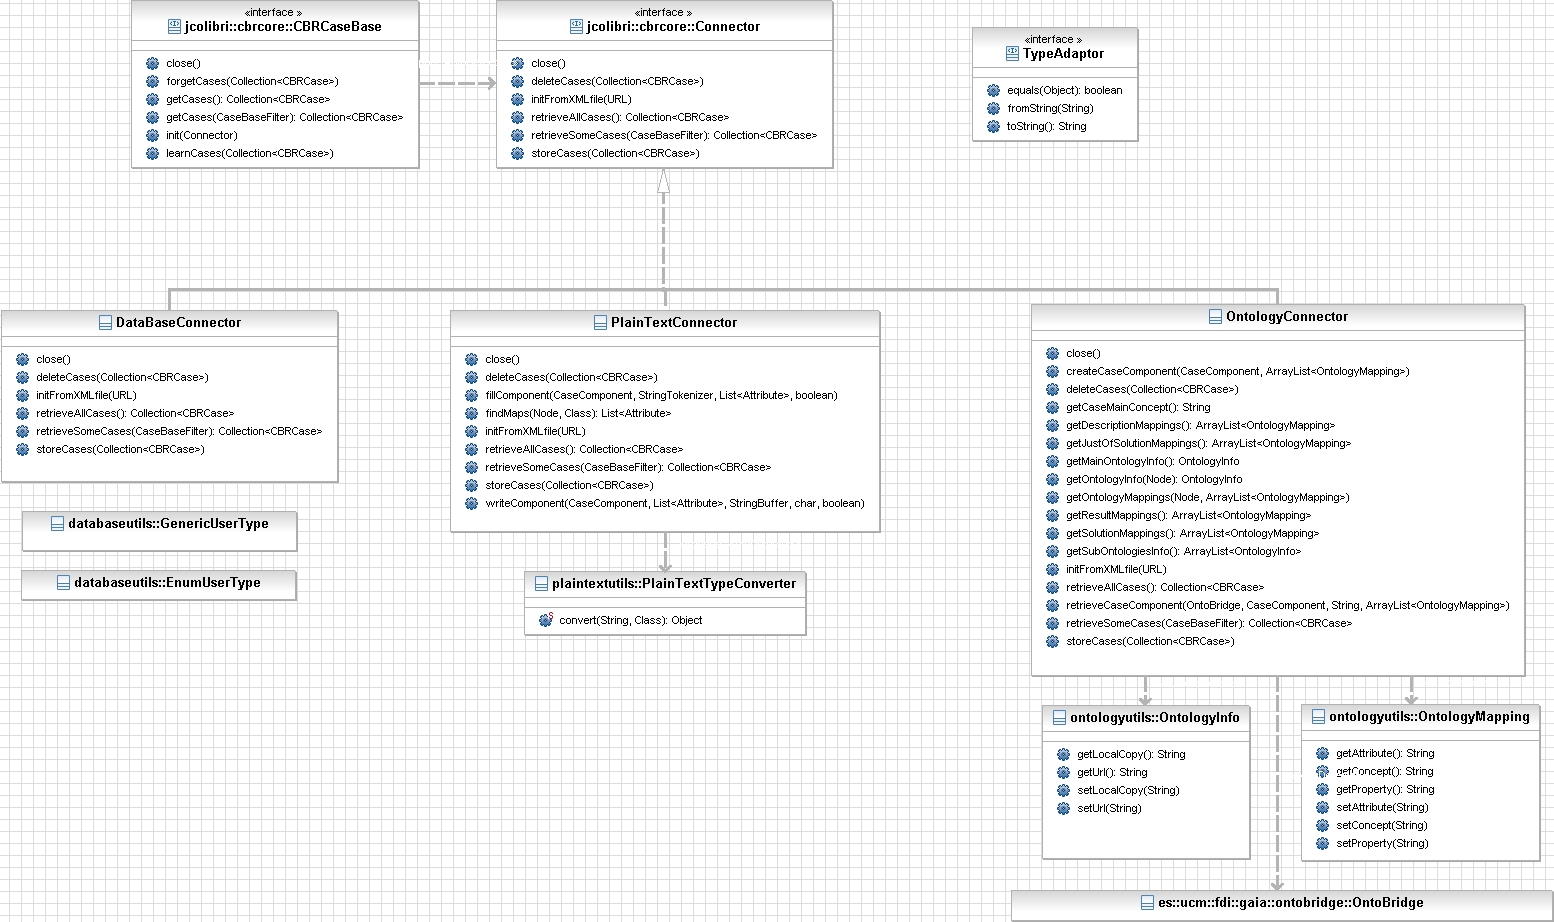 «interface »
jcolibri::cbrcore::CBRCaseBase
close()
forgetCases(Collection<CBRCase>)
getCases(): Collection<CBRCase>
getCases(CaseBaseFilter): Collection<CBRCase>
init(Connector)
learnCases(Collection<CBRCase>)
«interface »
jcolibri::cbrcore::Connector
close()
deleteCases(Collection<CBRCase>)
initFromXMLfile(URL)
retrieveAllCases(): Collection<CBRCase>
retrieveSomeCases(CaseBaseFilter): Collection<CBRCase>
storeCases(Collection<CBRCase>)
«interface »
TypeAdaptor
equals(Object): boolean
fromString(String)
toString(): String
DataBaseConnector
close()
deleteCases(Collection<CBRCase>)
initFromXMLfile(URL)
retrieveAllCases(): Collection<CBRCase>
retrieveSomeCases(CaseBaseFilter): Collection<CBRCase>
storeCases(Collection<CBRCase>)
databaseutils::GenericUserType
databaseutils::EnumUserType
PlainTextConnector
close()
deleteCases(Collection<CBRCase>)
fillComponent(CaseComponent, StringTokenizer, List<Attribute>, boolean)
findMaps(Node, Class): List<Attribute>
initFromXMLfile(URL)
retrieveAllCases(): Collection<CBRCase>
retrieveSomeCases(CaseBaseFilter): Collection<CBRCase>
storeCases(Collection<CBRCase>)
writeComponent(CaseComponent, List<Attribute>, StringBuffer, char, boolean)
plaintextutils::PlainTextTypeConverter
S
convert(String, Class): Object
OntologyConnector
close()
createCaseComponent(CaseComponent, ArrayList<OntologyMapping>)
deleteCases(Collection<CBRCase>)
getCaseMainConcept(): String
getDescriptionMappings(): ArrayList<OntologyMapping>
getJustOfSolutionMappings(): ArrayList<OntologyMapping>
getMainOntologyInfo(): OntologyInfo
getOntologyInfo(Node): OntologyInfo
getOntologyMappings(Node, ArrayList<OntologyMapping>)
getResultMappings(): ArrayList<OntologyMapping>
getSolutionMappings(): ArrayList<OntologyMapping>
getSubOntologiesInfo(): ArrayList<OntologyInfo>
initFromXMLfile(URL)
retrieveAllCases(): Collection<CBRCase>
retrieveCaseComponent(OntoBridge, CaseComponent, String, ArrayList<OntologyMapping>)
retrieveSomeCases(CaseBaseFilter): Collection<CBRCase>
storeCases(Collection<CBRCase>)
ontologyutils::OntologyInfo
getLocalCopy(): String
getUrl(): String
setLocalCopy(String)
setUrl(String)
ontologyutils::OntologyMapping
getAttribute(): String
getConcept(): String
getProperty(): String
setAttribute(String)
setConcept(String)
setProperty(String)
es::ucm::fdi::gaia::ontobridge::OntoBridge